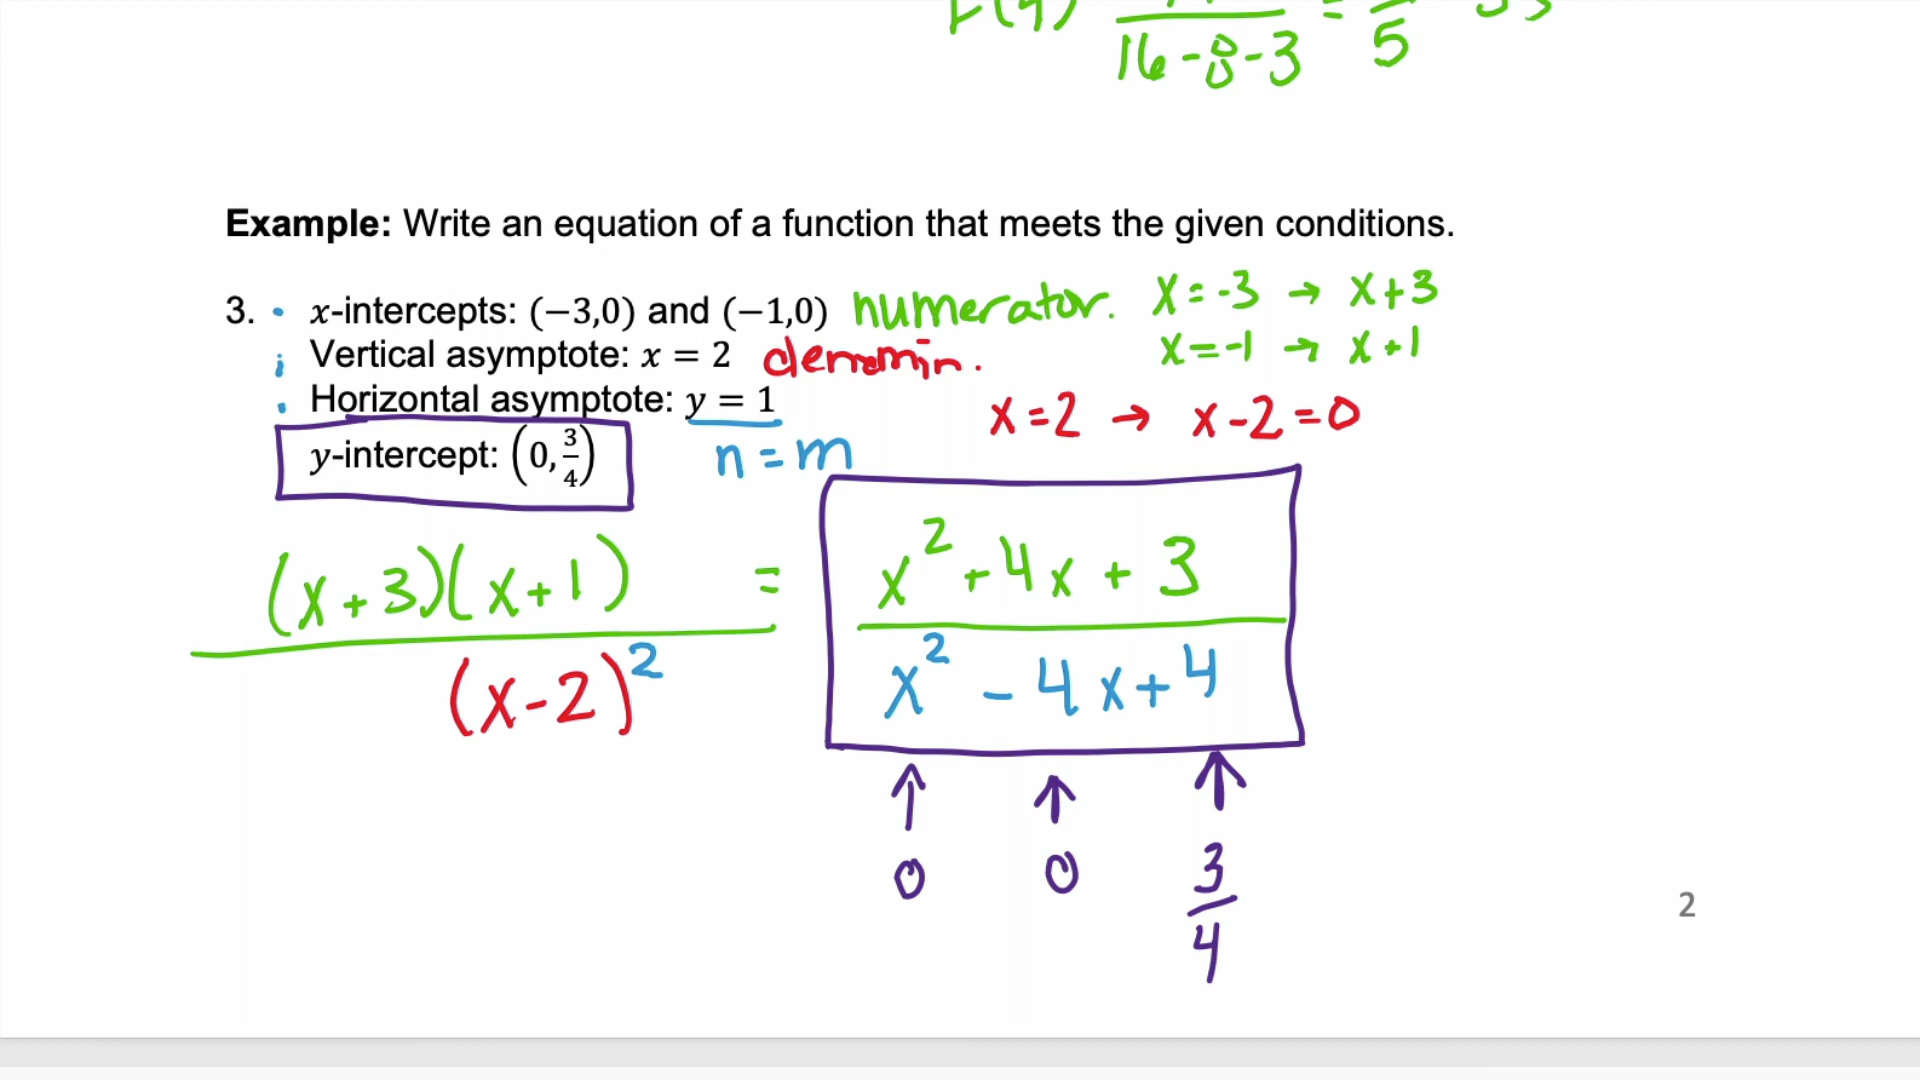 16-8-3 = 5
Example: Write an equation of a function that meets the given conditions.
3. • x-intercepts: (−3,0) and (−1,0) numerator. x=-3 → x+3
Vertical asymptote: x = 2 denomin. x=-1 → x+1
Horizontal asymptote: y = 1 x=2 → x-2=0
y-intercept: (0, 3/4) n=m
(x+3)(x+1) = x²+4x+3
(x-2)² x²-4x+4
↑ ↑ ↑
0 0 3/4
2